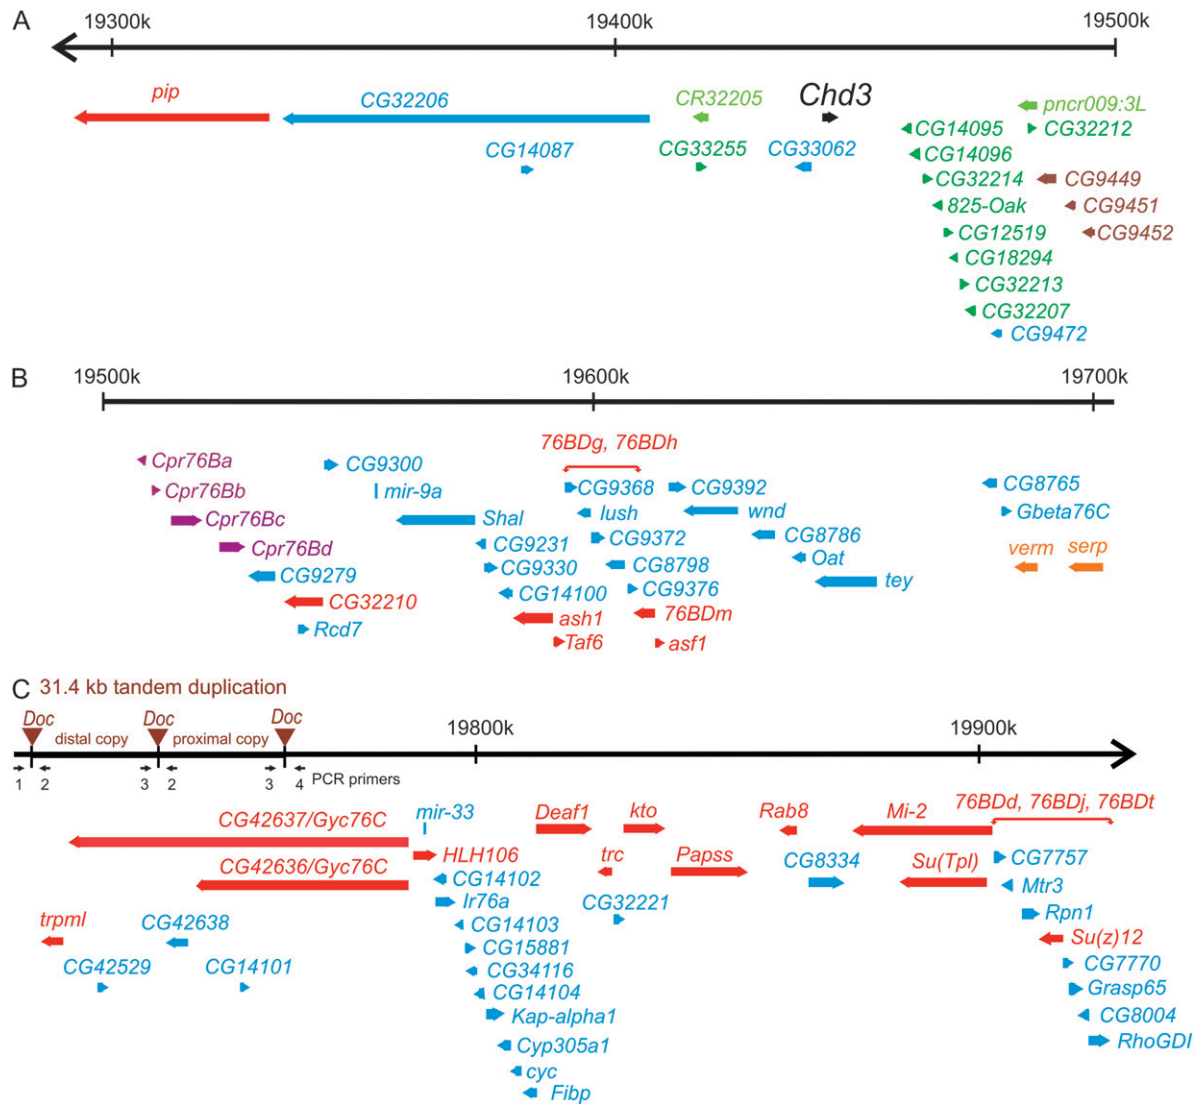 A
19300k 19400k 19500k
pip
CG32206
CR32205
Chd3
pncr009:3L
CG14095
CG32212
CG14087
CG33255
CG33062
CG14096
CG32214
CG9449
825-Oak
CG9451
CG12519
CG9452
CG18294
CG32213
CG32207
CG9472
B
19500k 19600k 19700k
76BDg, 76BDh
Cpr76Ba
CG9300
CG9368
CG9392
CG8765
Cpr76Bb
mir-9a
lush
wnd
Gbeta76C
Cpr76Bc
Shal
CG9372
CG8786
Cpr76Bd
CG9231
CG8798
Oat
verm
serp
CG9279
CG9330
CG9376
tey
CG32210
CG14100
76BDm
Rcd7
ash1
asf1
Taf6
C 31.4 kb tandem duplication
Doc distal copy Doc proximal copy Doc
19800k 19900k
1 2 3 2 3 4 PCR primers
CG42637/Gyc76C
mir-33
Deaf1
kto
Rab8
Mi-2
76BDd, 76BDj, 76BDt
CG42636/Gyc76C
HLH106
trc
Papss
CG8334
Su(Tpl)
CG7757
CG14102
Mtr3
trpml
CG42638
Ir76a
CG32221
Rpn1
CG14103
Su(z)12
CG42529
CG14101
CG15881
CG7770
CG34116
Grasp65
CG14104
CG8004
Kap-alpha1
RhoGDI
Cyp305a1
cyc
Fibp